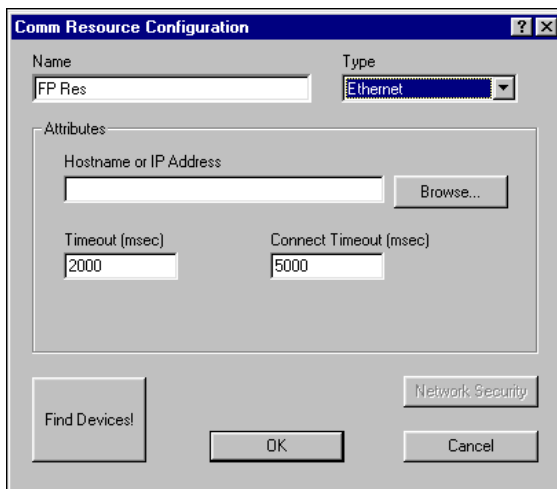 Comm Resource Configuration
Name
Type
FP Res
Ethernet
Attributes
Hostname or IP Address
Browse...
Timeout (msec)
Connect Timeout (msec)
2000
5000
Find Devices!
Network Security
OK
Cancel